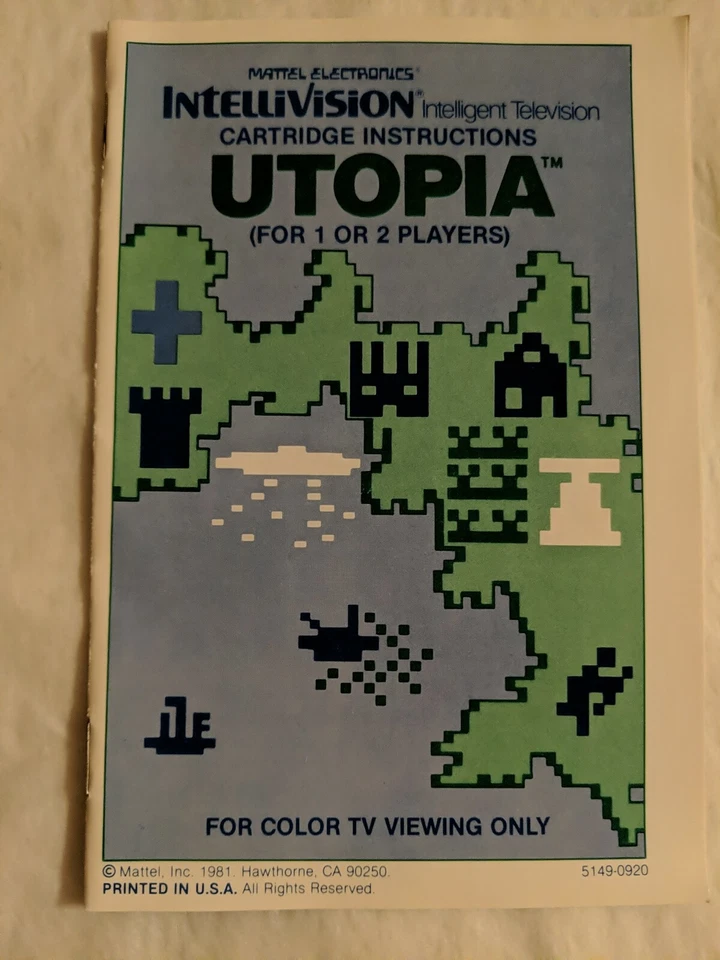 MATTEL ELECTRONICS®
INTELLIVISION® Intelligent Television
CARTRIDGE INSTRUCTIONS
UTOPIA™
(FOR 1 OR 2 PLAYERS)
FOR COLOR TV VIEWING ONLY
© Mattel, Inc. 1981. Hawthorne, CA 90250. 5149-0920
PRINTED IN U.S.A. All Rights Reserved.